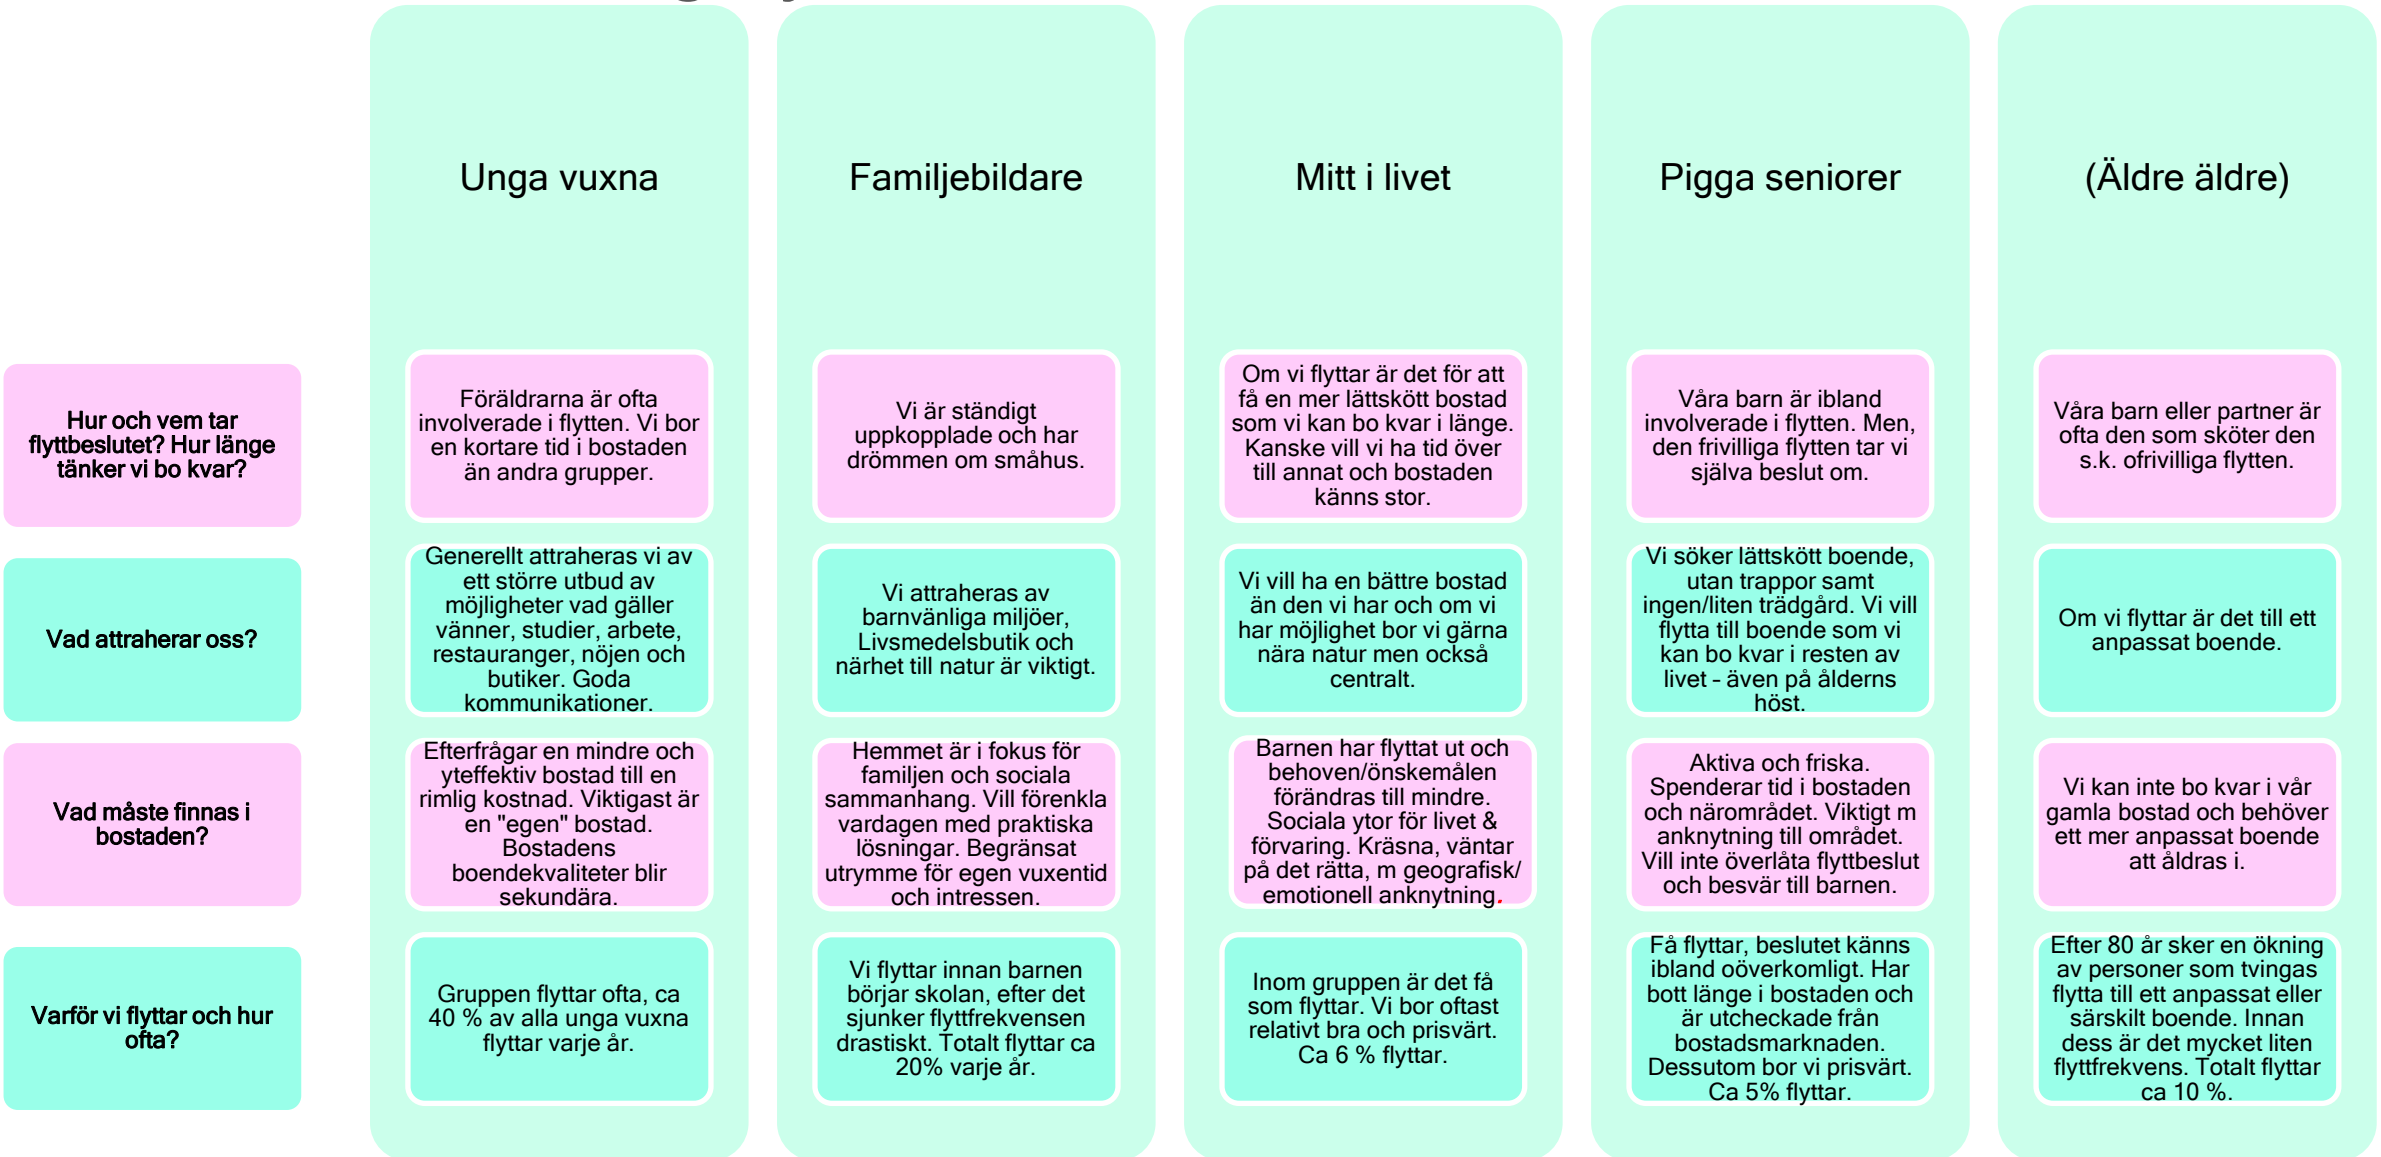 Unga vuxna
Familjebildare
Mitt i livet
Pigga seniorer
(Äldre äldre)
Hur och vem tar
flyttbeslutet? Hur länge
tänker vi bo kvar?
Föräldrarna är ofta
involverade i flytten. Vi bor
en kortare tid i bostaden
än andra grupper.
Vi är ständigt
uppkopplade och har
drömmen om småhus.
Om vi flyttar är det för att
få en mer lättskött bostad
som vi kan bo kvar i länge.
Kanske vill vi ha tid över
till annat och bostaden
känns stor.
Våra barn är ibland
involverade i flytten. Men,
den frivilliga flytten tar vi
själva beslut om.
Våra barn eller partner är
ofta den som sköter den
s.k. ofrivilliga flytten.
Vad attraherar oss?
Generellt attraheras vi av
ett större utbud av
möjligheter vad gäller
vänner, studier, arbete,
restauranger, nöjen och
butiker. Goda
kommunikationer.
Vi attraheras av
barnvänliga miljöer,
Livsmedelsbutik och
närhet till natur är viktigt.
Vi vill ha en bättre bostad
än den vi har och om vi
har möjlighet bor vi gärna
nära natur men också
centralt.
Vi söker lättskött boende,
utan trappor samt
ingen/liten trädgård. Vi vill
flytta till boende som vi
kan bo kvar i resten av
livet – även på ålderns
höst.
Om vi flyttar är det till ett
anpassat boende.
Vad måste finnas i
bostaden?
Efterfrågar en mindre och
yteffektiv bostad till en
rimlig kostnad. Viktigast är
en "egen" bostad.
Bostadens
boendekvaliteter blir
sekundära.
Hemmet är i fokus för
familjen och sociala
sammanhang. Vill förenkla
vardagen med praktiska
lösningar. Begränsat
utrymme för egen vuxentid
och intressen.
Barnen har flyttat ut och
behoven/önskemålen
förändras till mindre.
Sociala ytor för livet &
förvaring. Kräsna, väntar
på det rätta, m geografisk/
emotionell anknytning.
Aktiva och friska.
Spenderar tid i bostaden
och närområdet. Viktigt m
anknytning till området.
Vill inte överlåta flyttbeslut
och besvär till barnen.
Vi kan inte bo kvar i vår
gamla bostad och behöver
ett mer anpassat boende
att åldras i.
Varför vi flyttar och hur
ofta?
Gruppen flyttar ofta, ca
40 % av alla unga vuxna
flyttar varje år.
Vi flyttar innan barnen
börjar skolan, efter det
sjunker flyttfrekvensen
drastiskt. Totalt flyttar ca
20% varje år.
Inom gruppen är det få
som flyttar. Vi bor oftast
relativt bra och prisvärt.
Ca 6 % flyttar.
Få flyttar, beslutet känns
ibland oöverkomligt. Har
bott länge i bostaden och
är utcheckade från
bostadsmarknaden.
Dessutom bor vi prisvärt.
Ca 5% flyttar.
Efter 80 år sker en ökning
av personer som tvingas
flytta till ett anpassat eller
särskilt boende. Innan
dess är det mycket liten
flyttfrekvens. Totalt flyttar
ca 10 %.